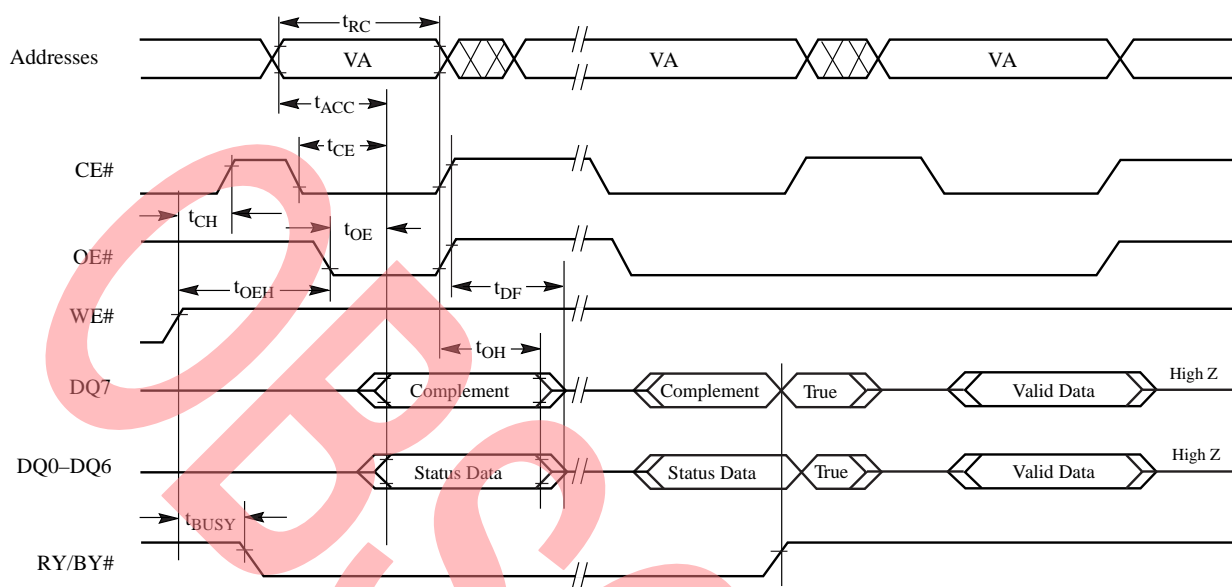 tRC
Addresses VA VA VA
tACC
tCE
CE#
tCH tOE
OE#
tOEH tDF
WE#
tOH
DQ7 Complement Complement True Valid Data High Z
DQ0–DQ6 Status Data Status Data True Valid Data High Z
tBUSY
RY/BY#